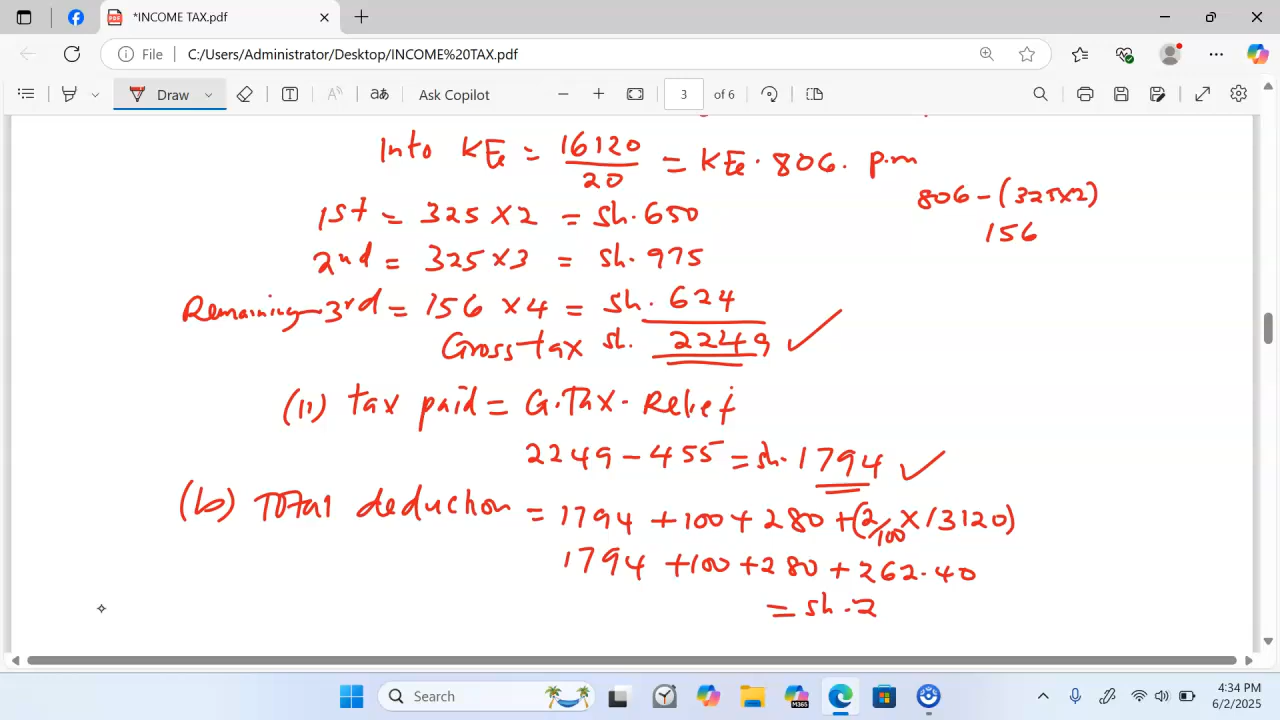 *INCOME TAX.pdf
File C:/Users/Administrator/Desktop/INCOME%20TAX.pdf
Draw Ask Copilot 3 of 6
Into K£ = 16120/20 = K£.806. p.m
806 - (325×2)
156
1st = 325 × 2 = sh.650
2nd = 325×3 = sh.975
Remaining 3rd = 156 × 4 = sh.624
Gross tax sh. 2249 ✓
(ii) tax paid = G.Tax - Relief
2249 - 455 = sh.1794 ✓
(b) Total deduction = 1794 + 100 + 280 + (2/100 × 13120)
1794 + 100 + 280 + 262.40
= sh.2
Search
4:34 PM
6/2/2025